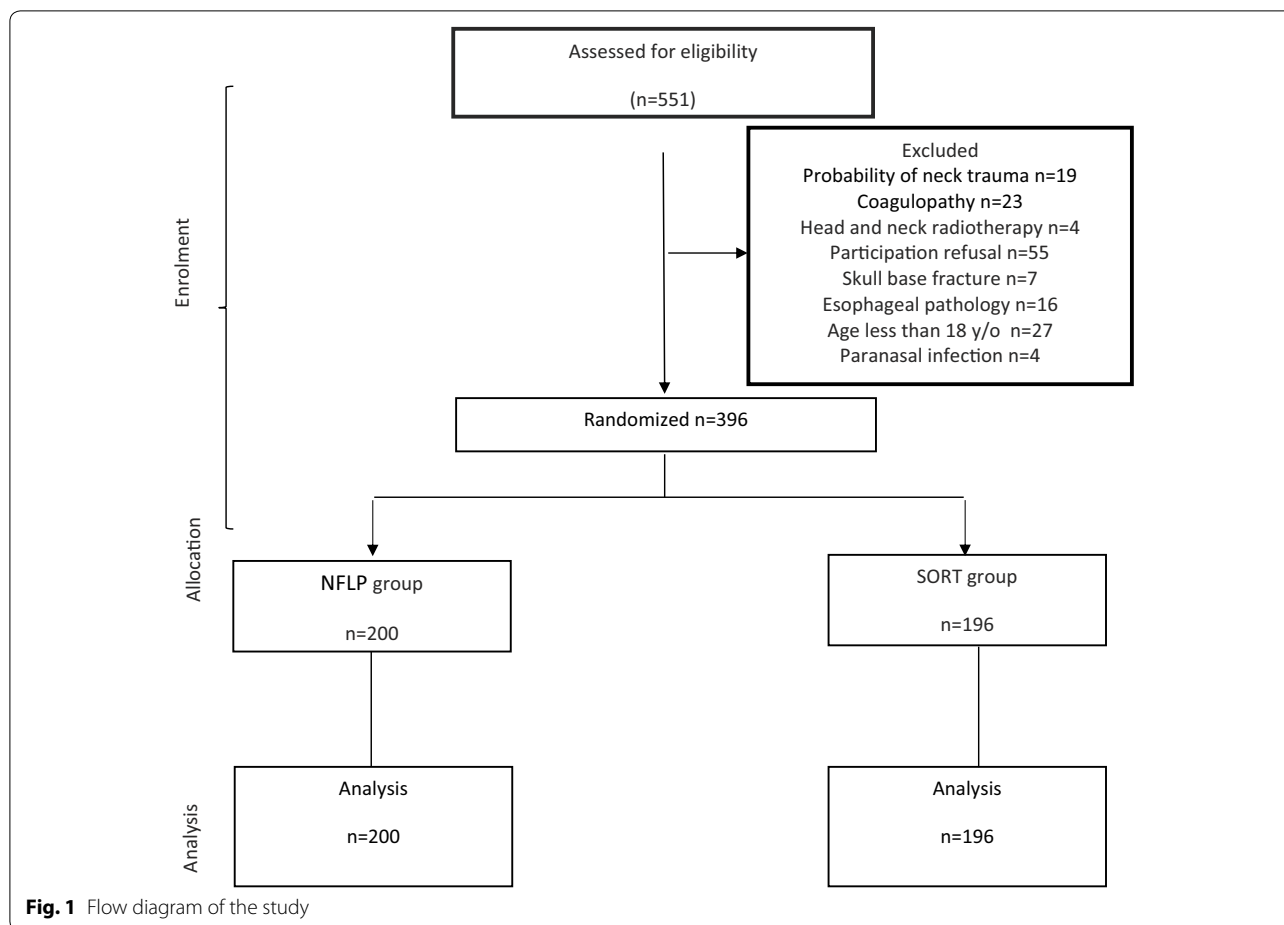 Assessed for eligibility
(n=551)
Excluded
Probability of neck trauma n=19
Coagulopathy n=23
Head and neck radiotherapy n=4
Participation refusal n=55
Skull base fracture n=7
Esophageal pathology n=16
Age less than 18 y/o n=27
Paranasal infection n=4
Enrolment
Randomized n=396
Allocation
NFLP group
n=200
SORT group
n=196
Analysis
Analysis
n=200
Analysis
n=196
Fig. 1 Flow diagram of the study